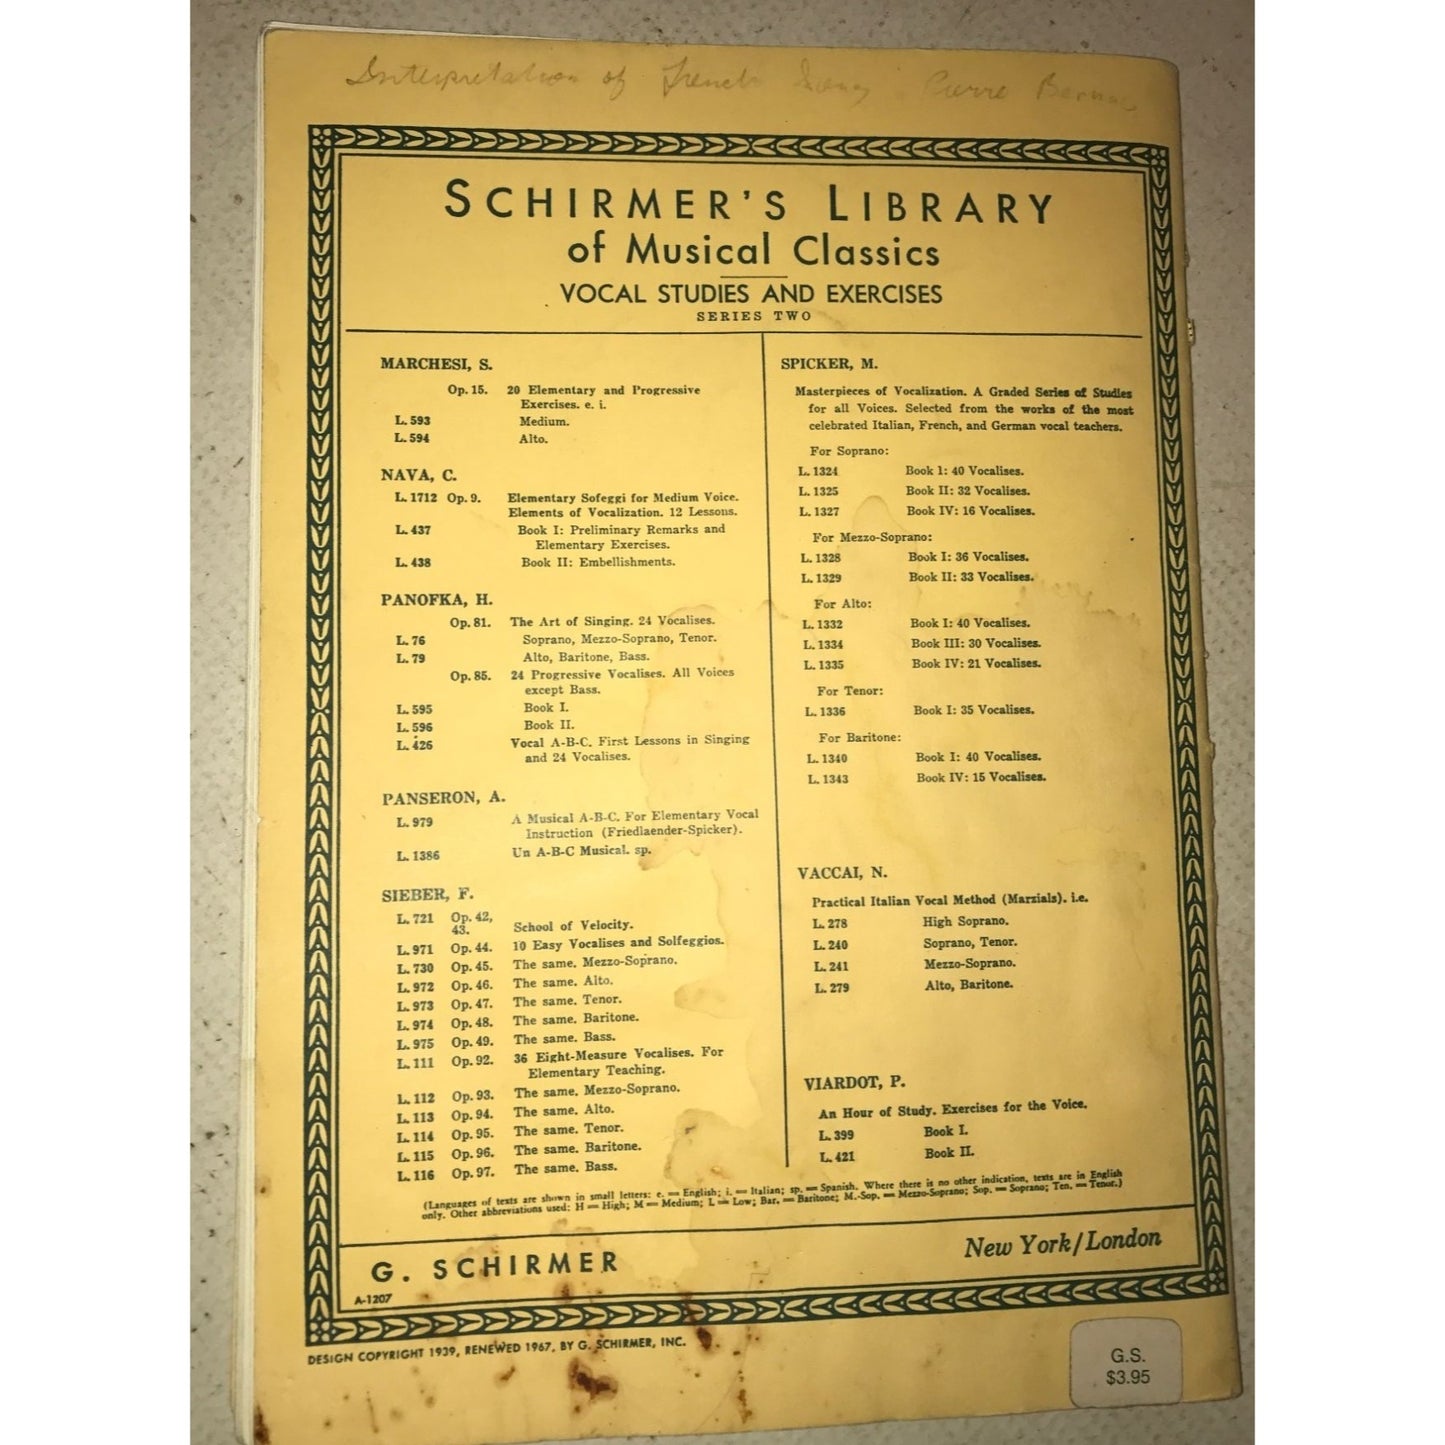 Interpretation of French Song Pierre Bernac
SCHIRMER'S LIBRARY
of Musical Classics
VOCAL STUDIES AND EXERCISES
SERIES TWO
MARCHESI, S.
Op. 15. 20 Elementary and Progressive
Exercises. e. i.
L. 593 Medium.
L. 594 Alto.
NAVA, C.
L. 1712 Op. 9. Elementary Sofeggi for Medium Voice.
Elements of Vocalization. 12 Lessons.
L. 437 Book I: Preliminary Remarks and
Elementary Exercises.
L. 438 Book II: Embellishments.
PANOFKA, H.
Op. 81. The Art of Singing. 24 Vocalises.
L. 76 Soprano, Mezzo-Soprano, Tenor.
L. 79 Alto, Baritone, Bass.
Op. 85. 24 Progressive Vocalises. All Voices
except Bass.
L. 595 Book I.
L. 596 Book II.
L. 426 Vocal A-B-C. First Lessons in Singing
and 24 Vocalises.
PANSERON, A.
L. 979 A Musical A-B-C. For Elementary Vocal
Instruction (Friedlaender-Spicker).
L. 1386 Un A-B-C Musical. sp.
SIEBER, F.
L. 721 Op. 42,
43. School of Velocity.
L. 971 Op. 44. 10 Easy Vocalises and Solfeggios.
L. 730 Op. 45. The same. Mezzo-Soprano.
L. 972 Op. 46. The same. Alto.
L. 973 Op. 47. The same. Tenor.
L. 974 Op. 48. The same. Baritone.
L. 975 Op. 49. The same. Bass.
L. 111 Op. 92. 36 Eight-Measure Vocalises. For
Elementary Teaching.
L. 112 Op. 93. The same. Mezzo-Soprano.
L. 113 Op. 94. The same. Alto.
L. 114 Op. 95. The same. Tenor.
L. 115 Op. 96. The same. Baritone.
L. 116 Op. 97. The same. Bass.
SPICKER, M.
Masterpieces of Vocalization. A Graded Series of Studies
for all Voices. Selected from the works of the most
celebrated Italian, French, and German vocal teachers.
For Soprano:
L. 1324 Book 1: 40 Vocalises.
L. 1325 Book II: 32 Vocalises.
L. 1327 Book IV: 16 Vocalises.
For Mezzo-Soprano:
L. 1328 Book I: 36 Vocalises.
L. 1329 Book II: 33 Vocalises.
For Alto:
L. 1332 Book I: 40 Vocalises.
L. 1334 Book III: 30 Vocalises.
L. 1335 Book IV: 21 Vocalises.
For Tenor:
L. 1336 Book I: 35 Vocalises.
For Baritone:
L. 1340 Book I: 40 Vocalises.
L. 1343 Book IV: 15 Vocalises.
VACCAI, N.
Practical Italian Vocal Method (Marzials). i.e.
L. 278 High Soprano.
L. 240 Soprano, Tenor.
L. 241 Mezzo-Soprano.
L. 279 Alto, Baritone.
VIARDOT, P.
An Hour of Study. Exercises for the Voice.
L. 399 Book I.
L. 421 Book II.
(Languages of texts are shown in small letters: e. = English; i. = Italian; sp. = Spanish. Where there is no other indication, texts are in English
only. Other abbreviations used: H = High; M = Medium; L = Low; Bar. = Baritone; M.-Sop. = Mezzo-Soprano; Sop. = Soprano; Ten. = Tenor.)
G. SCHIRMER New York/London
A-1207
DESIGN COPYRIGHT 1939, RENEWED 1967, BY G. SCHIRMER, INC.
G.S.
$3.95